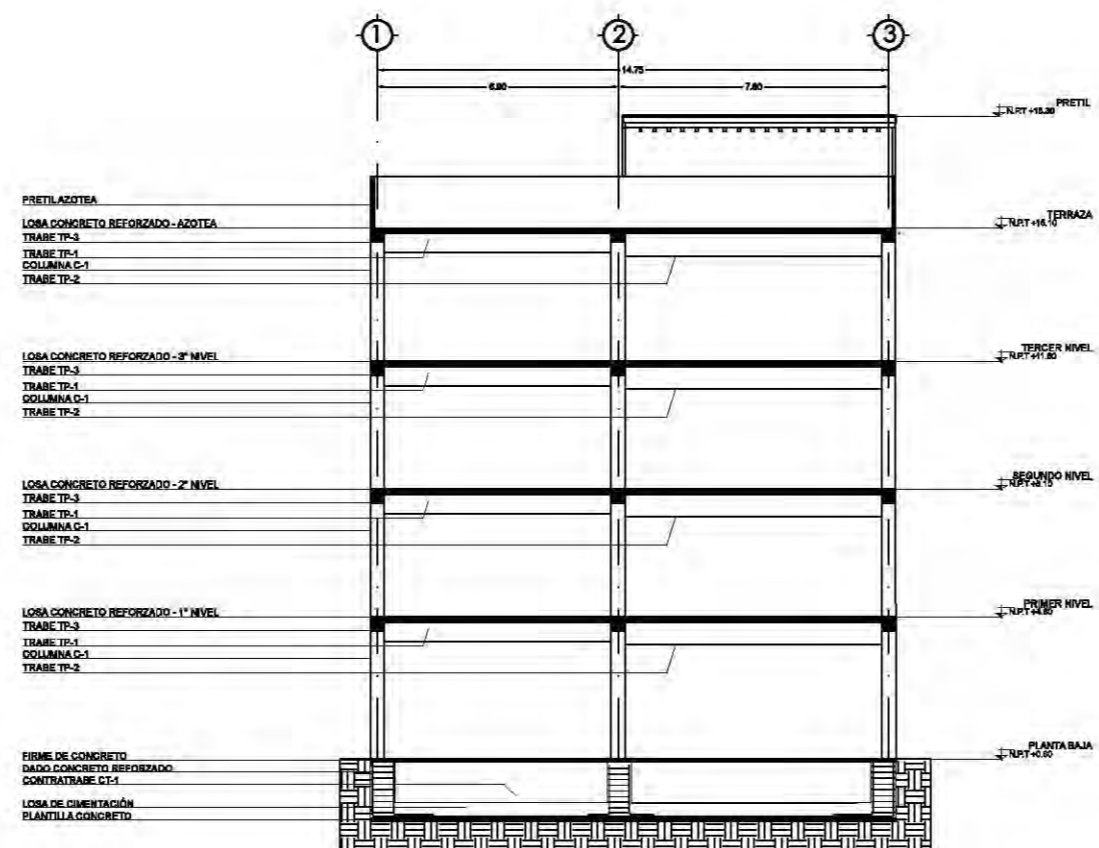 1
2
3
14.75
PRETIL
N.P.T
PRETIL AZOTEA
LOSA CONCRETO REFORZADO - AZOTEA
TRABE TP-3
TRABE TP-1
COLUMNA C-1
TRABE TP-2
TERRAZA
N.P.T
LOSA CONCRETO REFORZADO - 3° NIVEL
TRABE TP-3
TRABE TP-1
COLUMNA C-1
TRABE TP-2
TERCER NIVEL
N.P.T
LOSA CONCRETO REFORZADO - 2° NIVEL
TRABE TP-3
TRABE TP-1
COLUMNA C-1
TRABE TP-2
SEGUNDO NIVEL
N.P.T
LOSA CONCRETO REFORZADO - 1° NIVEL
TRABE TP-3
TRABE TP-1
COLUMNA C-1
TRABE TP-2
PRIMER NIVEL
N.P.T
FIRME DE CONCRETO
DADO CONCRETO REFORZADO
CONTRATRABE CT-1
LOSA DE CIMENTACIÓN
PLANTILLA CONCRETO
PLANTA BAJA
N.P.T +0.00